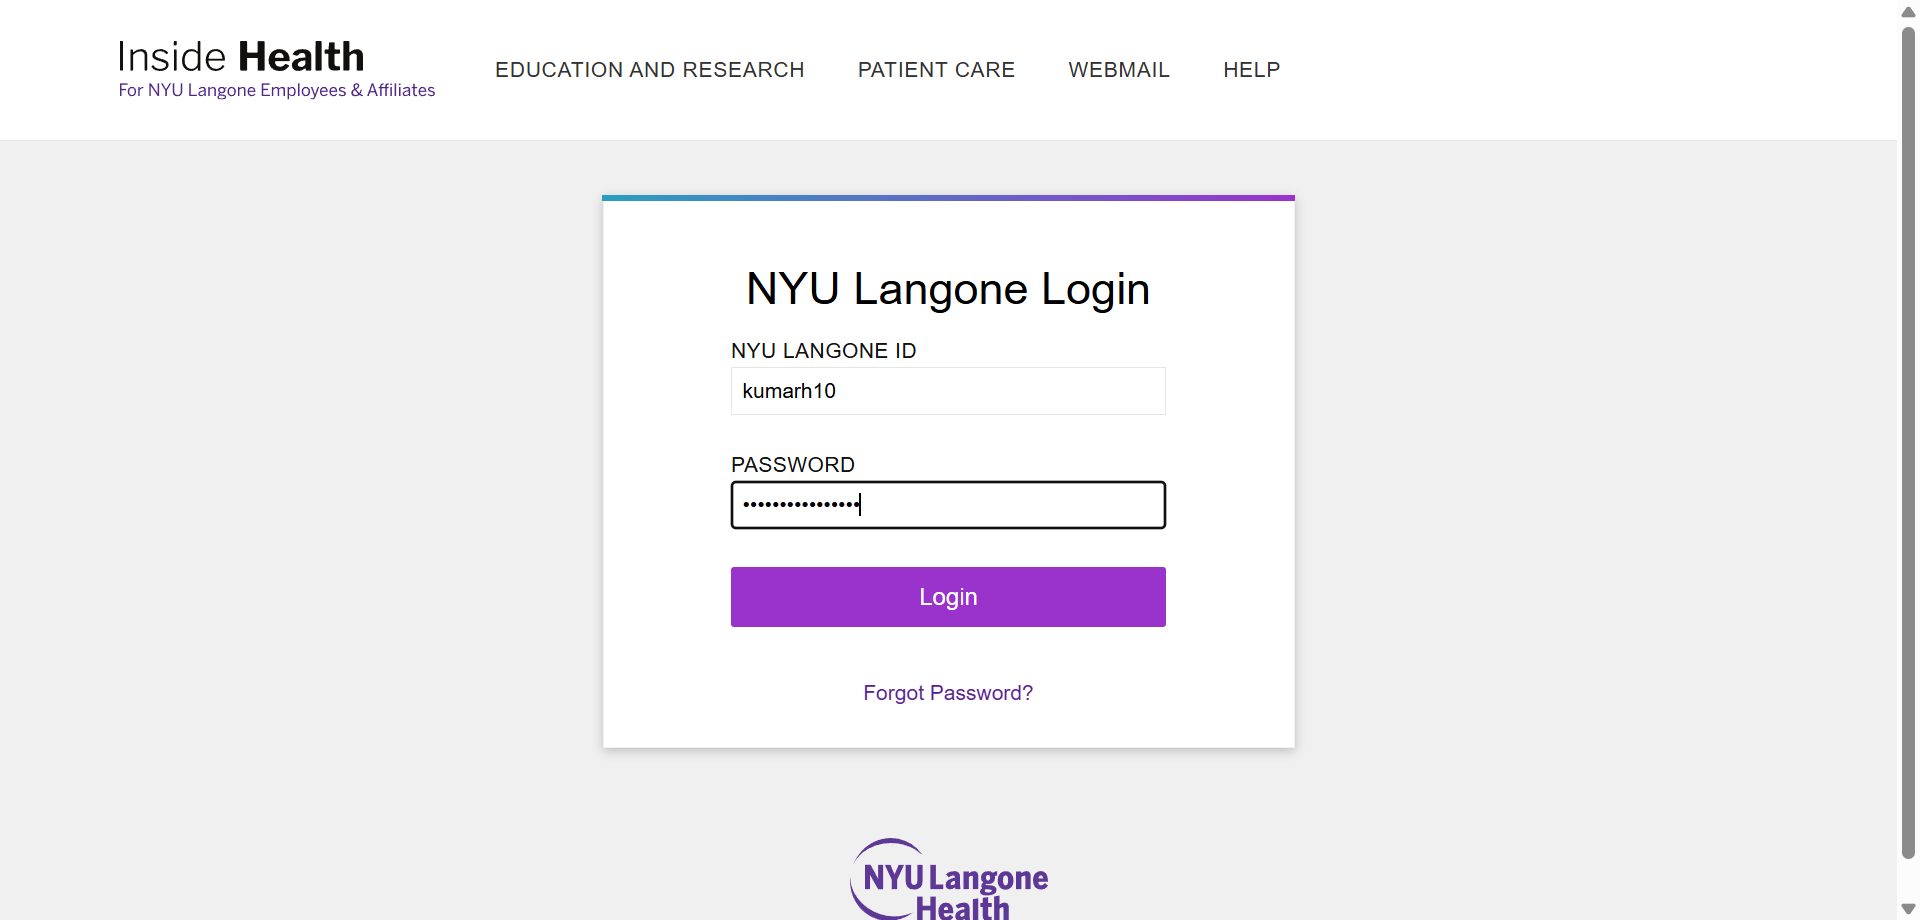 Inside Health
For NYU Langone Employees & Affiliates
EDUCATION AND RESEARCH
PATIENT CARE
WEBMAIL
HELP
NYU Langone Login
NYU LANGONE ID
kumarh10
PASSWORD
••••••••••••••••
Login
Forgot Password?
NYU Langone
Health